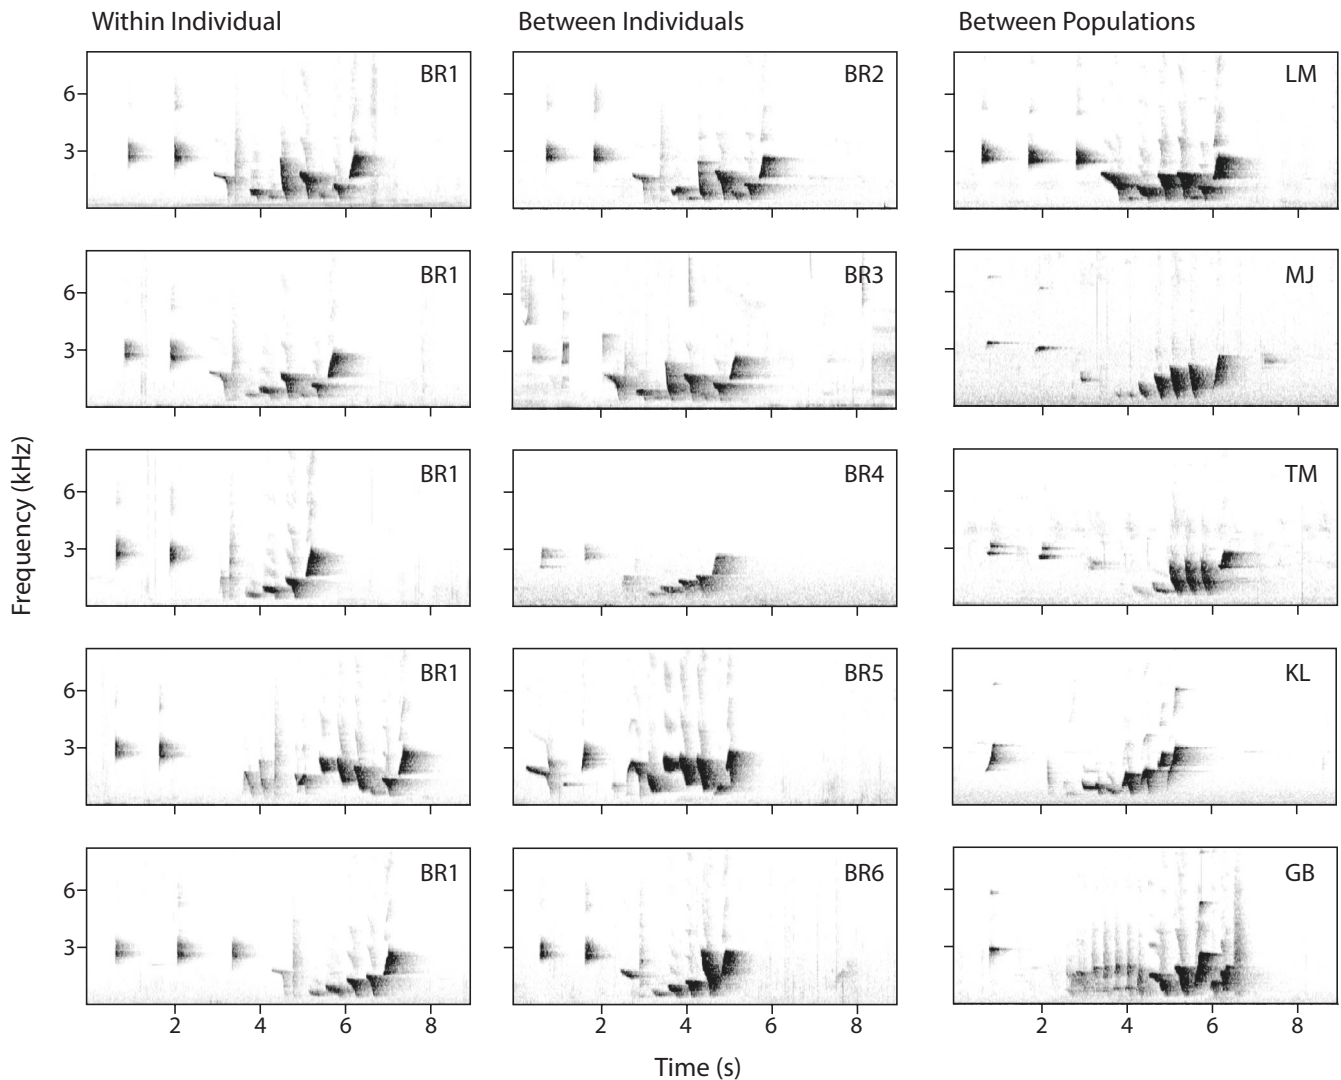 Within Individual Between Individuals Between Populations
BR1 BR2 LM
6
3
BR1 BR3 MJ
6
3
BR1 BR4 TM
6
3
Frequency (kHz)
BR1 BR5 KL
6
3
BR1 BR6 GB
6
3
2 4 6 8 2 4 6 8 2 4 6 8
Time (s)